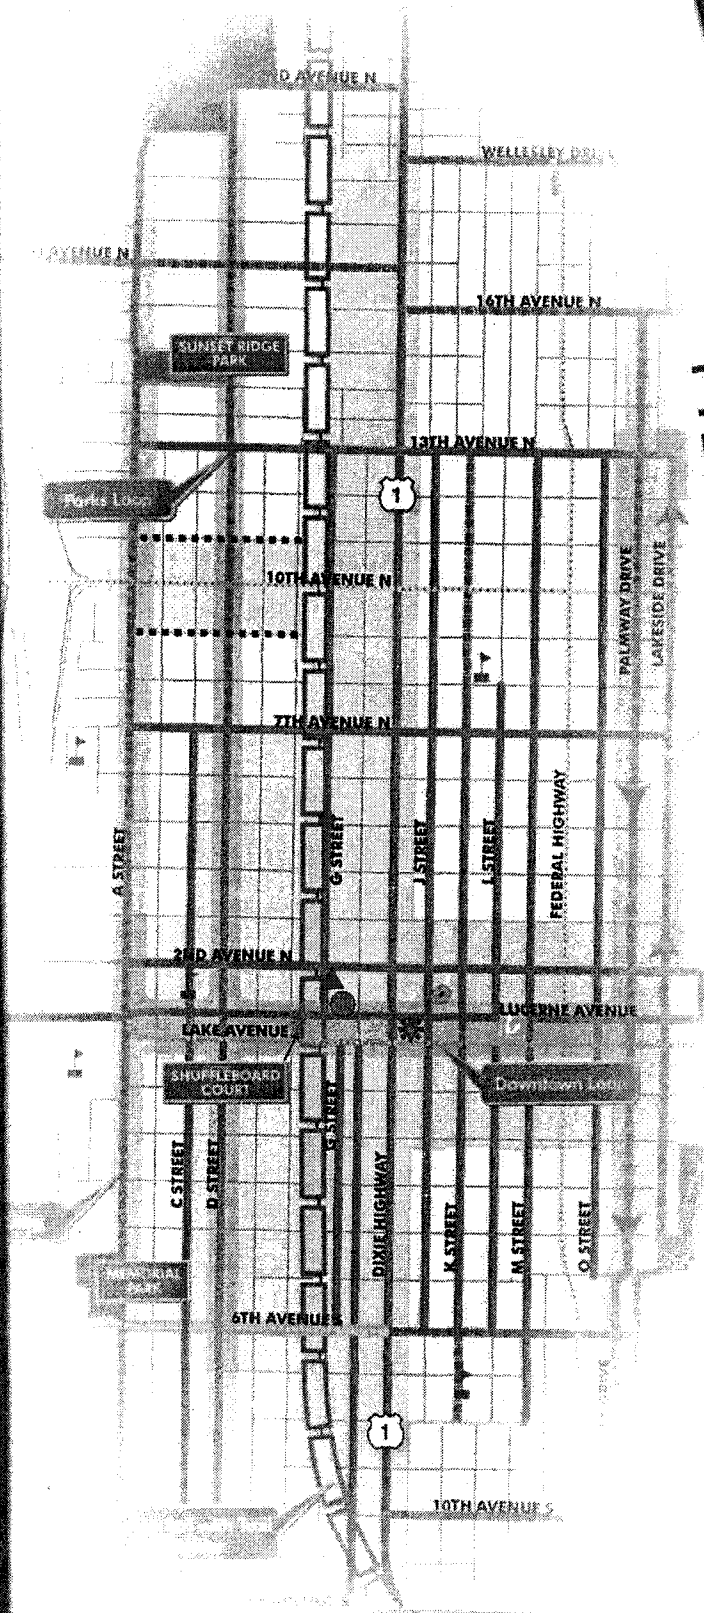 AVENUE N
WELLESLEY
AVENUE N
16TH AVENUE N
SUNSET RIDGE
PARK
13TH AVENUE N
Parks Loop
1
10TH AVENUE N
PALMWAY DRIVE
LAKESIDE DRIVE
7TH AVENUE N
A STREET
G STREET
J STREET
L STREET
FEDERAL HIGHWAY
2ND AVENUE N
LUCERNE AVENUE
LAKE AVENUE
SHUFFLEBOARD
COURT
Downtown Loop
G STREET
C STREET
D STREET
DIXIE HIGHWAY
K STREET
M STREET
O STREET
MEMORIAL
PARK
6TH AVENUE S
1
10TH AVENUE S